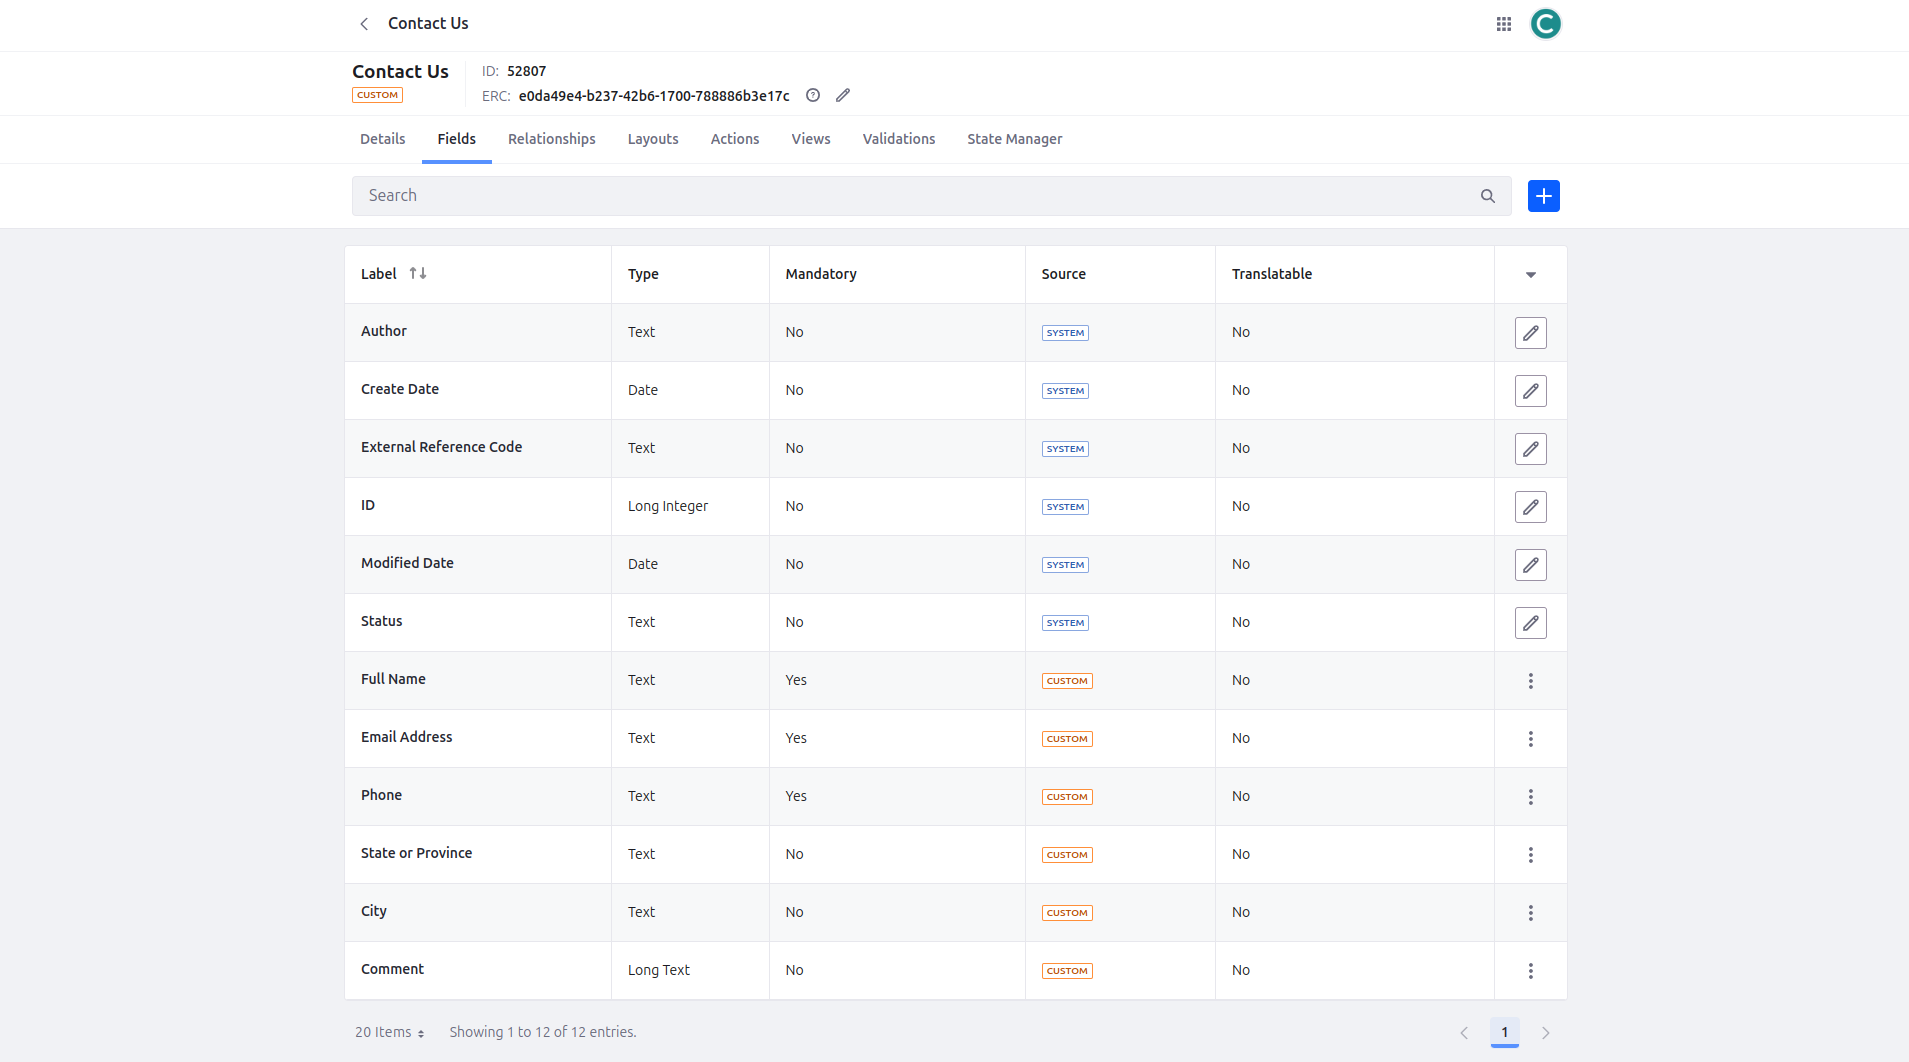 Contact Us
Contact Us
CUSTOM
ID: 52807
ERC: e0da49e4-b237-42b6-1700-788886b3e17c
Details Fields Relationships Layouts Actions Views Validations State Manager
Search
Label Type Mandatory Source Translatable
Author Text No SYSTEM No
Create Date Date No SYSTEM No
External Reference Code Text No SYSTEM No
ID Long Integer No SYSTEM No
Modified Date Date No SYSTEM No
Status Text No SYSTEM No
Full Name Text Yes CUSTOM No
Email Address Text Yes CUSTOM No
Phone Text Yes CUSTOM No
State or Province Text No CUSTOM No
City Text No CUSTOM No
Comment Long Text No CUSTOM No
20 Items Showing 1 to 12 of 12 entries. 1